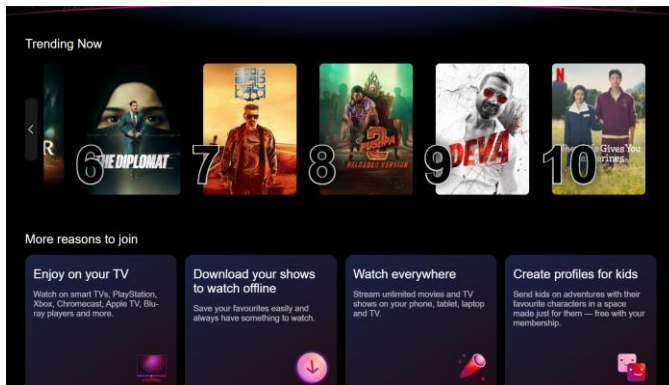 Trending Now
R
6
THE DIPLOMAT
7
8
PUSHPA
2
RELOADED VERSION
9
DEVA
N
10
Gives You
More reasons to join
Enjoy on your TV
Watch on smart TVs, PlayStation,
Xbox, Chromecast, Apple TV, Blu-
ray players and more.
Download your shows
to watch offline
Save your favourites easily and
always have something to watch.
Watch everywhere
Stream unlimited movies and TV
shows on your phone, tablet, laptop
and TV.
Create profiles for kids
Send kids on adventures with their
favourite characters in a space
made just for them — free with your
membership.